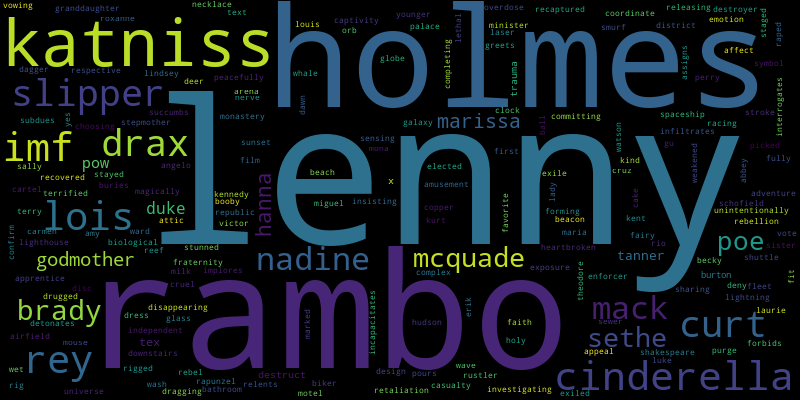 vowing
granddaughter
necklace
text
louis
captivity
younger
lethal
overdose
recaptured
coordinate
releasing
destroyer
staged
raped
katniss
holmes
roxanne
orb
palace
minister
laser
smurf
district
emotion
dagger
respective
lindsey
deer
peacefully
globe
completing
greets
trauma
assigns
affect
perry
symbol
slipper
succumbs
arena
nerve
whale
dawn
clock
committing
spaceship
stroke
interrogates
subdues
yes
choosing
monastery
galaxy
marissa
racing
infiltrates
imf
drax
lenny
stepmother
sunset
sensing
first
ball
watson
gu
weakened
picked
sally
pow
angelo
film
mona
elected
exile
kind
cruz
abbey
fully
recovered
stayed
beach
x
amusement
lady
cake
adventure
cartel
terrified
buries
magically
kennedy
booby
hanna
miguel
insisting
favorite
forming
schofield
unintentionally
terry
lois
duke
attic
republic
victor
copper
kurt
beacon
maria
kent
rebellion
carmen
amy
ward
fairy
poe
vote
sister
confirm
lighthouse
biological
reef
stunned
heartbroken
rio
godmother
fraternity
nadine
mcquade
tanner
becky
shuttle
apprentice
milk
implores
complex
exposure
theodore
enforcer
burton
deny
fleet
fit
drugged
disc
cruel
rambo
sharing
lightning
brady
disappearing
erik
mack
laurie
detonates
dress
glass
marked
incapacitates
hudson
faith
sewer
curt
independent
tex
holy
sethe
appeal
shakespeare
purge
forbids
airfield
mouse
downstairs
rey
wet
rigged
rebel
destruct
design
pours
wave
rustler
luke
cinderella
rig
wash
rapunzel
relents
biker
casualty
investigating
universe
dragging
bathroom
motel
retaliation
exiled